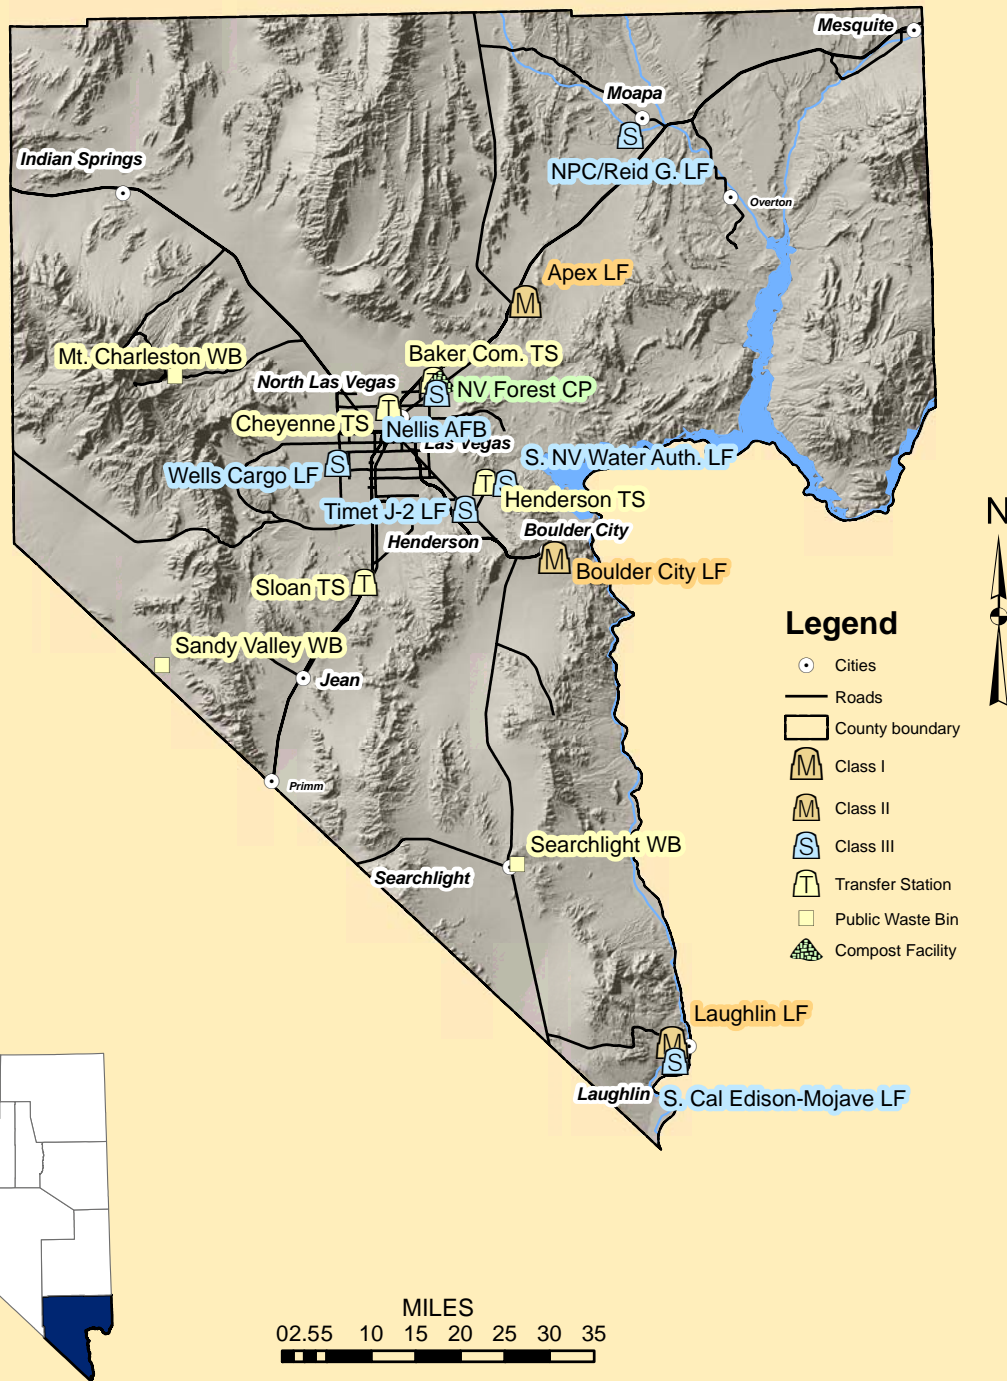 Mesquite
Moapa
S
NPC/Reid G. LF
Indian Springs
Overton
Apex LF
M
Mt. Charleston WB
Baker Com. TS
North Las Vegas
S
NV Forest CP
T
Cheyenne TS
Nellis AFB
Las Vegas
S. NV Water Auth. LF
Wells Cargo LF
S
T
S
Henderson TS
Timet J-2 LF
S
Boulder City
Henderson
M
Boulder City LF
Sloan TS
T
Sandy Valley WB
Jean
Primm
Searchlight WB
Searchlight
Laughlin LF
M
S
Laughlin
S. Cal Edison-Mojave LF
N
Legend
Cities
Roads
County boundary
M Class I
M Class II
S Class III
T Transfer Station
Public Waste Bin
Compost Facility
MILES
02.55 10 15 20 25 30 35